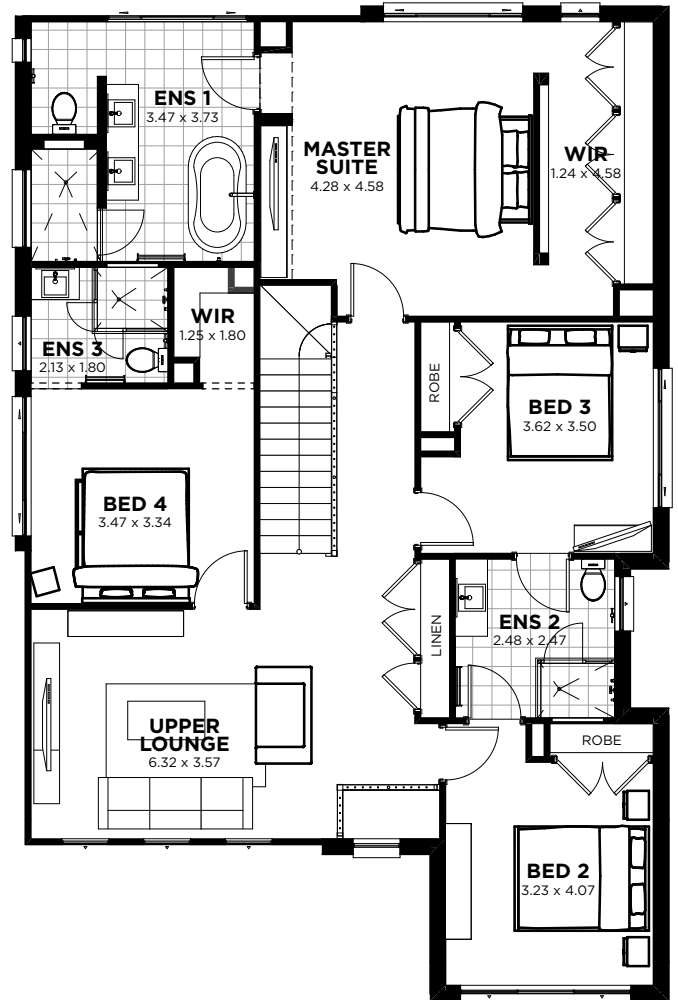 ENS 1
3.47 x 3.73
MASTER
SUITE
4.28 x 4.58
WIR
1.24 x 4.58
WIR
1.25 x 1.80
ENS 3
2.13 x 1.80
ROBE
BED 3
3.62 x 3.50
BED 4
3.47 x 3.34
LINEN
ENS 2
2.48 x 2.47
UPPER
LOUNGE
6.32 x 3.57
ROBE
BED 2
3.23 x 4.07